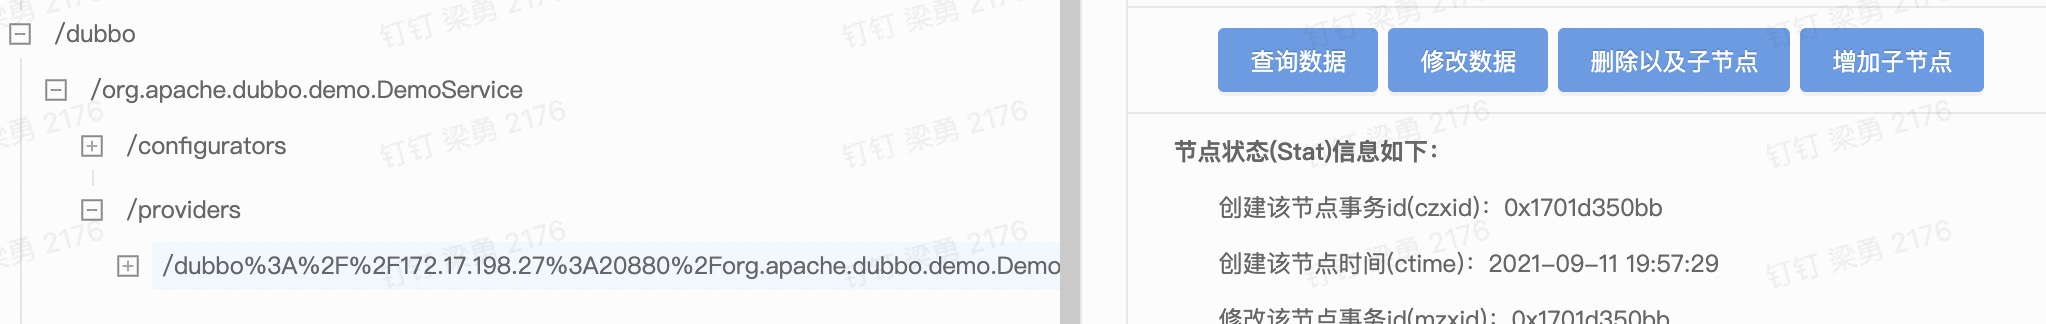 /dubbo
/org.apache.dubbo.demo.DemoService
/configurators
/providers
/dubbo%3A%2F%2F172.17.198.27%3A20880%2Forg.apache.dubbo.demo.Demo
查询数据 修改数据 删除以及子节点 增加子节点
节点状态(Stat)信息如下：
创建该节点事务id(czxid)：0x1701d350bb
创建该节点时间(ctime)：2021-09-11 19:57:29
修改该节点事务id(mzxid)：0x1701d350bb
钉钉 梁勇 2176